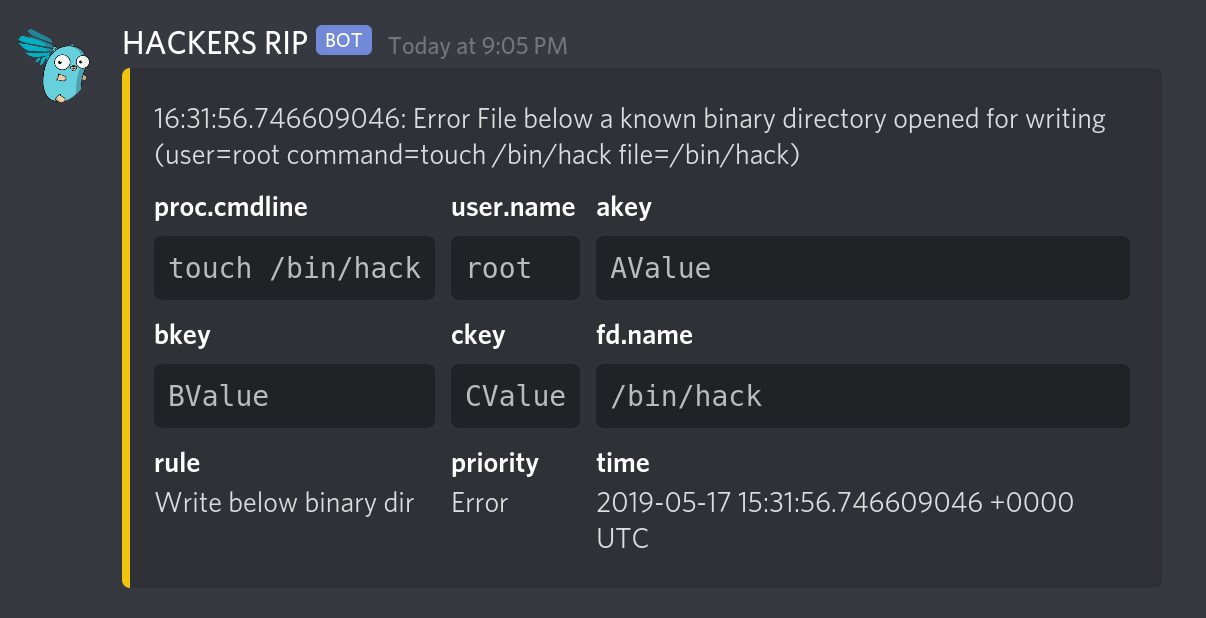 HACKERS RIP BOT Today at 9:05 PM
16:31:56.746609046: Error File below a known binary directory opened for writing
(user=root command=touch /bin/hack file=/bin/hack)
proc.cmdline user.name akey
touch /bin/hack root AValue
bkey ckey fd.name
BValue CValue /bin/hack
rule priority time
Write below binary dir Error 2019-05-17 15:31:56.746609046 +0000
UTC